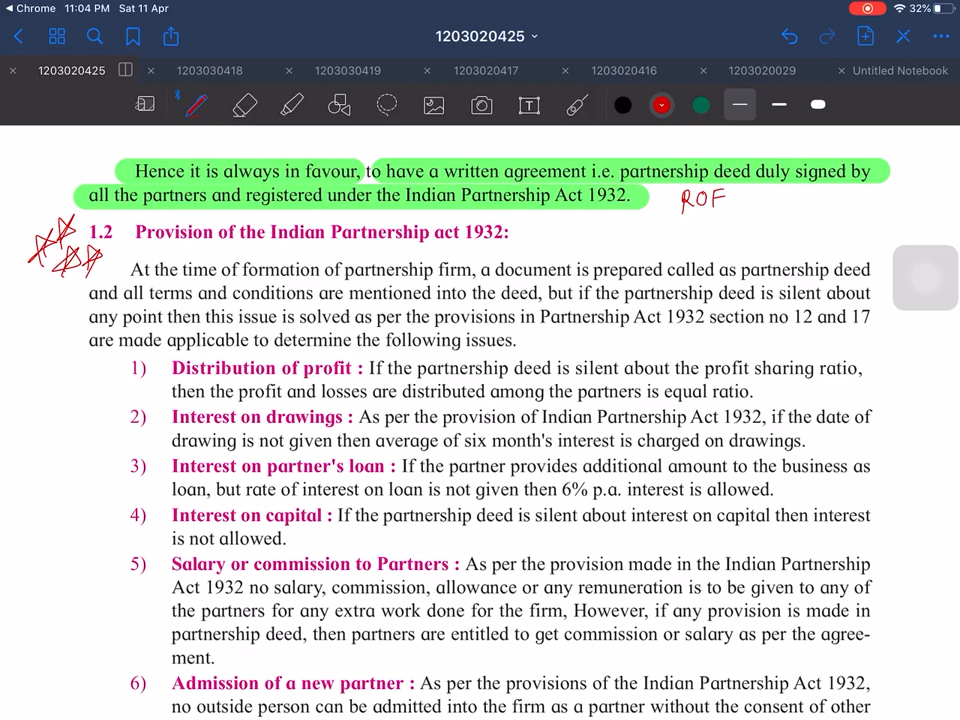 Chrome 11:04 PM Sat 11 Apr 32%
1203020425
1203020425 1203030418 1203030419 1203020417 1203020416 1203020029 Untitled Notebook
T
Hence it is always in favour, to have a written agreement i.e. partnership deed duly signed by
all the partners and registered under the Indian Partnership Act 1932. ROF
1.2 Provision of the Indian Partnership act 1932:
At the time of formation of partnership firm, a document is prepared called as partnership deed
and all terms and conditions are mentioned into the deed, but if the partnership deed is silent about
any point then this issue is solved as per the provisions in Partnership Act 1932 section no 12 and 17
are made applicable to determine the following issues.
1) Distribution of profit : If the partnership deed is silent about the profit sharing ratio,
then the profit and losses are distributed among the partners is equal ratio.
2) Interest on drawings : As per the provision of Indian Partnership Act 1932, if the date of
drawing is not given then average of six month's interest is charged on drawings.
3) Interest on partner's loan : If the partner provides additional amount to the business as
loan, but rate of interest on loan is not given then 6% p.a. interest is allowed.
4) Interest on capital : If the partnership deed is silent about interest on capital then interest
is not allowed.
5) Salary or commission to Partners : As per the provision made in the Indian Partnership
Act 1932 no salary, commission, allowance or any remuneration is to be given to any of
the partners for any extra work done for the firm, However, if any provision is made in
partnership deed, then partners are entitled to get commission or salary as per the agree-
ment.
6) Admission of a new partner : As per the provisions of the Indian Partnership Act 1932,
no outside person can be admitted into the firm as a partner without the consent of other